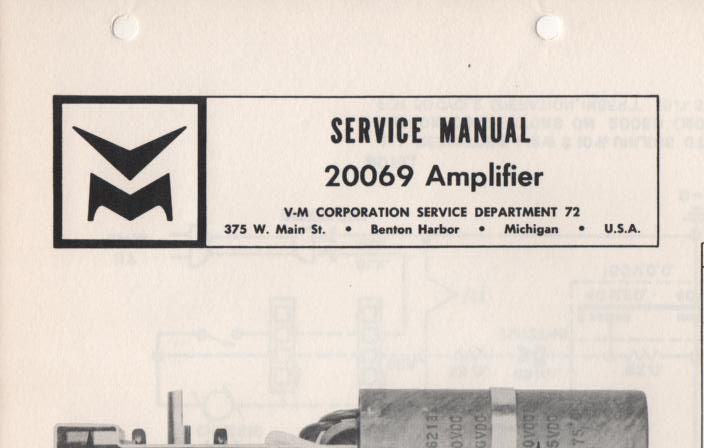 SERVICE MANUAL
20069 Amplifier
V-M CORPORATION SERVICE DEPARTMENT 72
375 W. Main St. • Benton Harbor • Michigan • U.S.A.